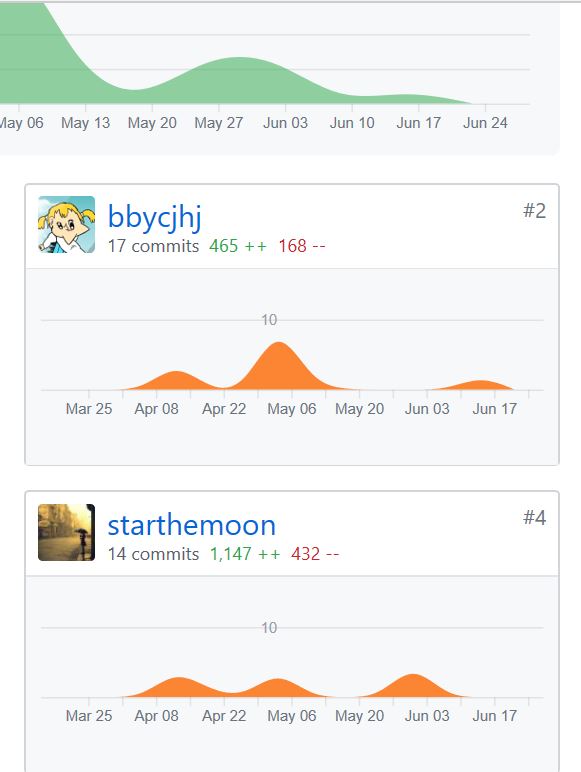 May 06 May 13 May 20 May 27 Jun 03 Jun 10 Jun 17 Jun 24
bbycjhj #2
17 commits 465 ++ 168 --
10
Mar 25 Apr 08 Apr 22 May 06 May 20 Jun 03 Jun 17
starthemoon #4
14 commits 1,147 ++ 432 --
10
Mar 25 Apr 08 Apr 22 May 06 May 20 Jun 03 Jun 17